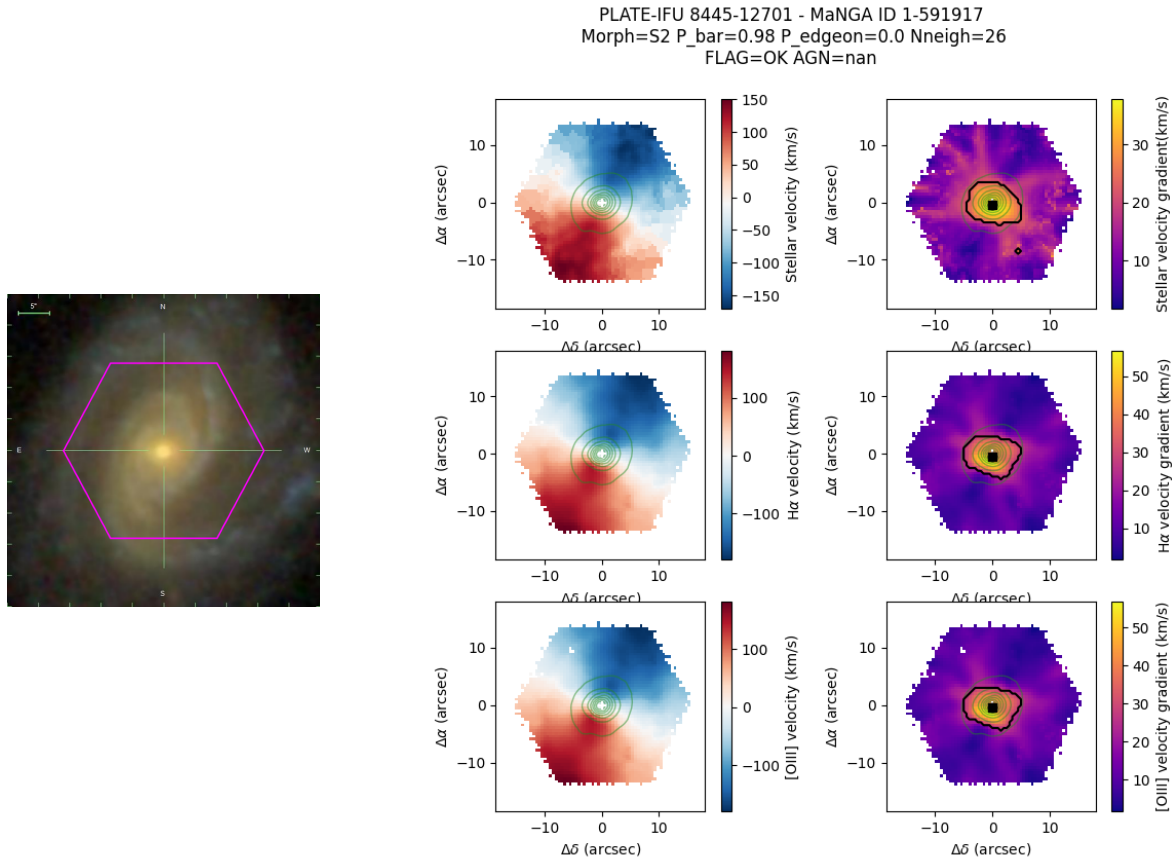 PLATE-IFU 8445-12701 - MaNGA ID 1-591917
Morph=S2 P_bar=0.98 P_edgeon=0.0 Nneigh=26
FLAG=OK AGN=nan
5"
N
E
W
S
10
0
−10
Δα (arcsec)
−10 0 10
Δδ (arcsec)
150
100
50
0
−50
−100
−150
Stellar velocity (km/s)
10
0
−10
Δα (arcsec)
−10 0 10
Δδ (arcsec)
30
20
10
Stellar velocity gradient(km/s)
10
0
−10
Δα (arcsec)
−10 0 10
Δδ (arcsec)
100
0
−100
Hα velocity (km/s)
10
0
−10
Δα (arcsec)
−10 0 10
Δδ (arcsec)
50
40
30
20
10
Hα velocity gradient (km/s)
10
0
−10
Δα (arcsec)
−10 0 10
Δδ (arcsec)
100
0
−100
[OIII] velocity (km/s)
10
0
−10
Δα (arcsec)
−10 0 10
Δδ (arcsec)
50
40
30
20
10
[OIII] velocity gradient (km/s)